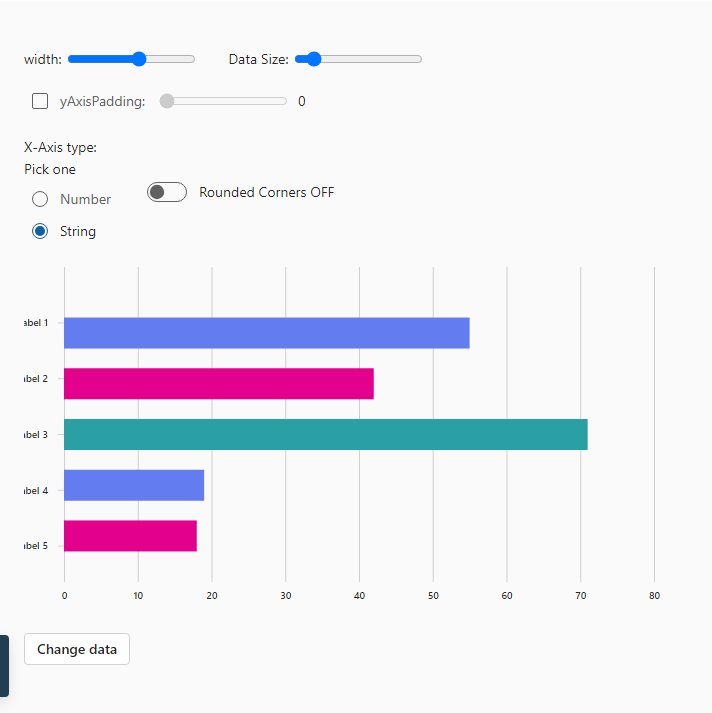 width: Data Size:
yAxisPadding: 0
X-Axis type:
Pick one
Number
Rounded Corners OFF
String
abel 1
abel 2
abel 3
abel 4
abel 5
0 10 20 30 40 50 60 70 80
Change data